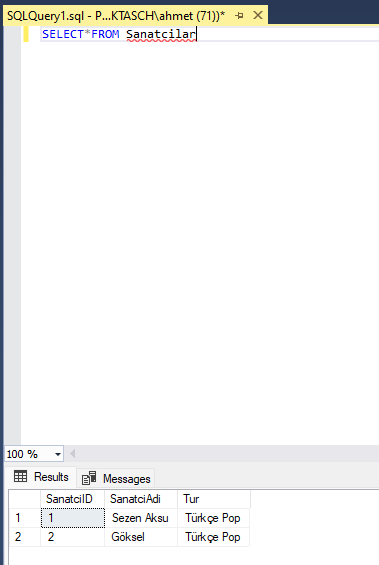 SQLQuery1.sql - P...KTASCH\ahmet (71))*
SELECT*FROM Sanatcilar
100 %
Results Messages
SanatciID SanatciAdi Tur
1 1 Sezen Aksu Türkçe Pop
2 2 Göksel Türkçe Pop